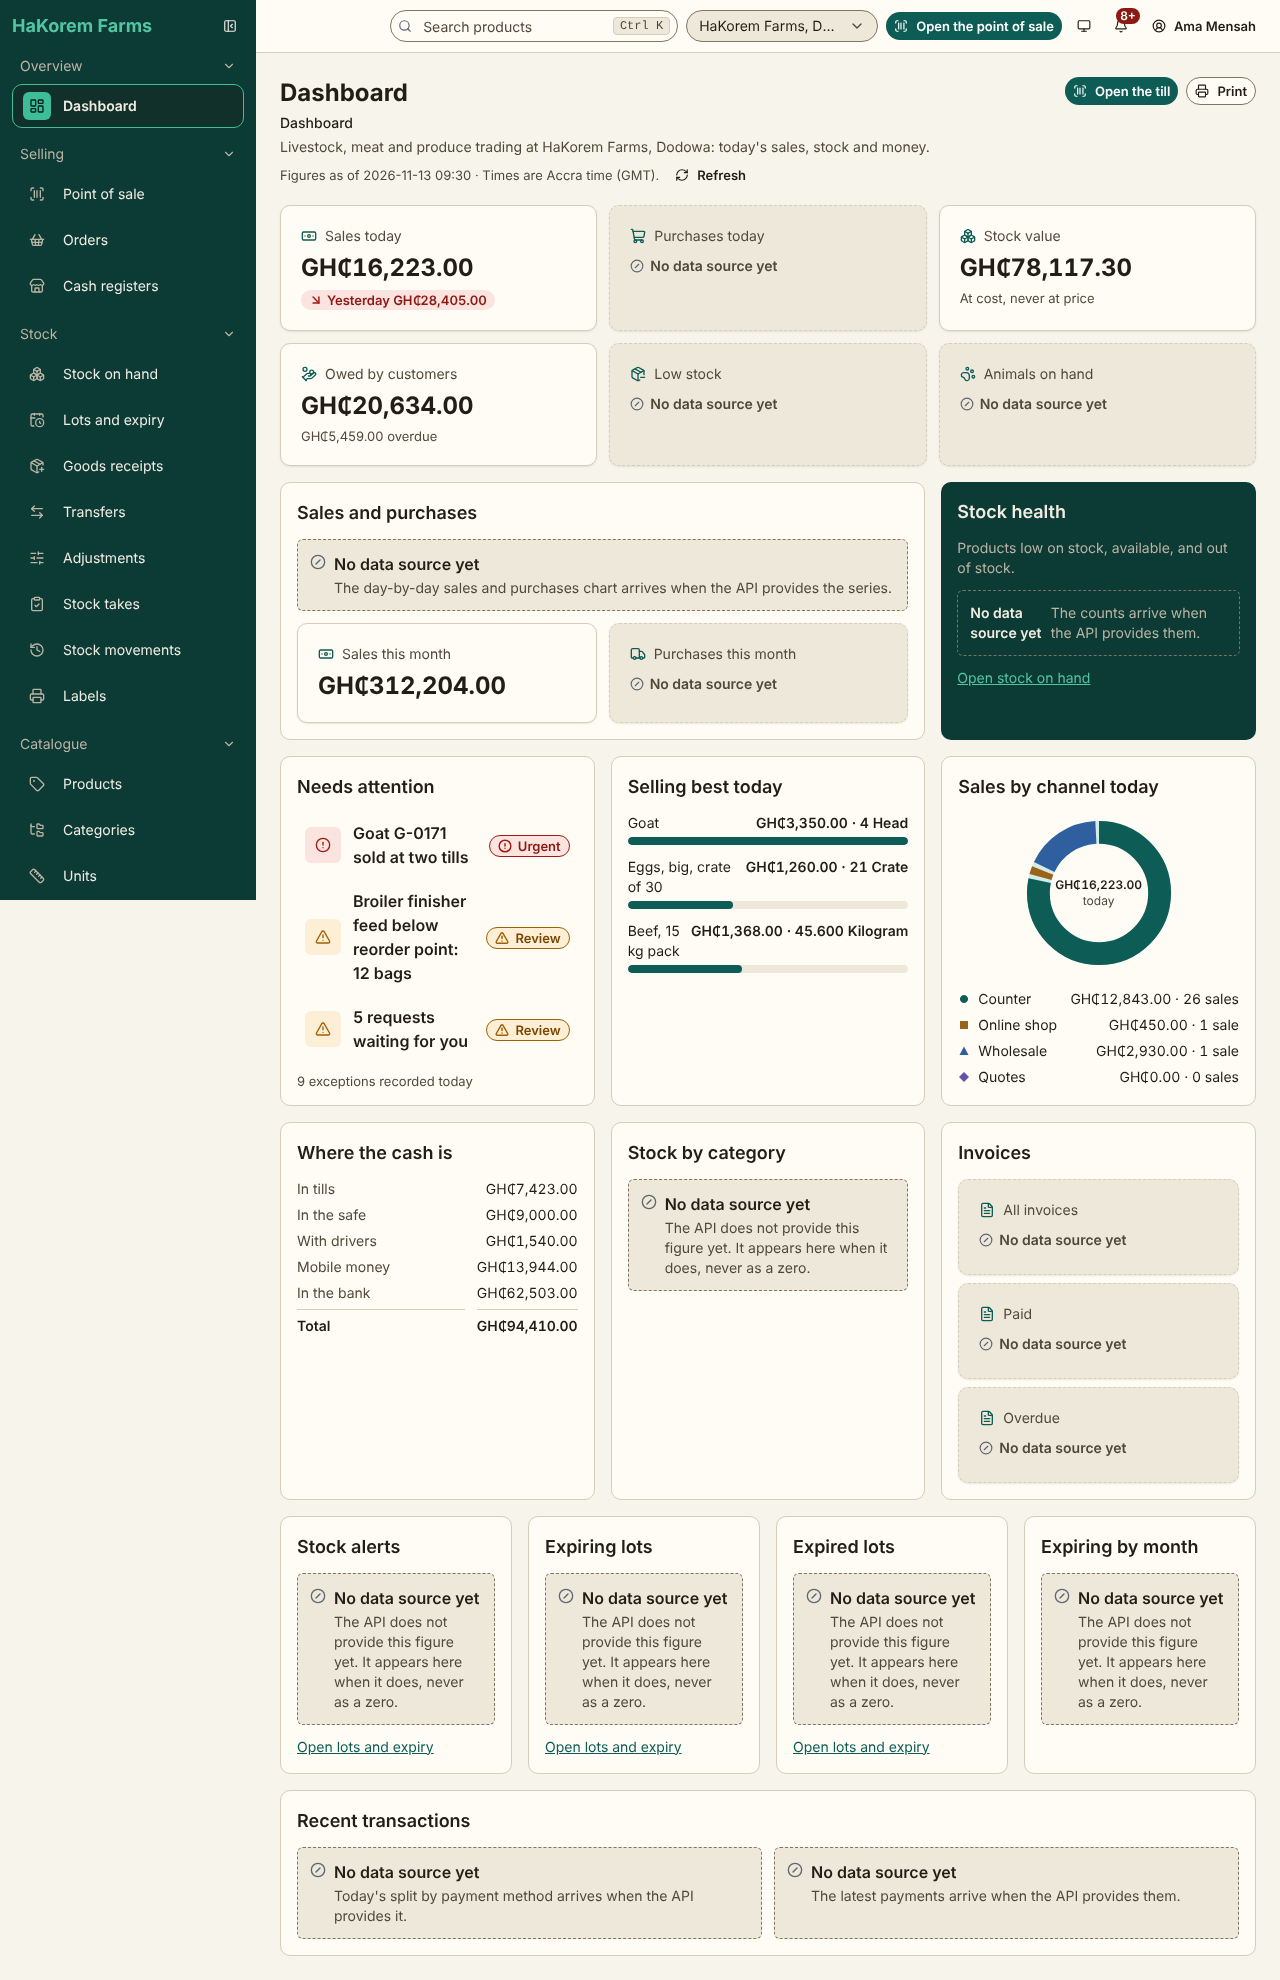 HaKorem Farms
Overview
Dashboard
Selling
Point of sale
Orders
Cash registers
Stock
Stock on hand
Lots and expiry
Goods receipts
Transfers
Adjustments
Stock takes
Stock movements
Labels
Catalogue
Products
Categories
Units
Search products
Ctrl K
HaKorem Farms, D...
Open the point of sale
8+
Ama Mensah
Dashboard
Open the till
Print
Dashboard
Livestock, meat and produce trading at HaKorem Farms, Dodowa: today's sales, stock and money.
Figures as of 2026-11-13 09:30 · Times are Accra time (GMT).
Refresh
Sales today
GH₵16,223.00
Yesterday GH₵28,405.00
Purchases today
No data source yet
Stock value
GH₵78,117.30
At cost, never at price
Owed by customers
GH₵20,634.00
GH₵5,459.00 overdue
Low stock
No data source yet
Animals on hand
No data source yet
Sales and purchases
No data source yet
The day-by-day sales and purchases chart arrives when the API provides the series.
Sales this month
GH₵312,204.00
Purchases this month
No data source yet
Stock health
Products low on stock, available, and out
of stock.
No data
source yet
The counts arrive when
the API provides them.
Open stock on hand
Needs attention
Goat G-0171
sold at two tills
Urgent
Broiler finisher
feed below
reorder point:
12 bags
Review
5 requests
waiting for you
Review
9 exceptions recorded today
Selling best today
Goat
GH₵3,350.00 · 4 Head
Eggs, big, crate
of 30
GH₵1,260.00 · 21 Crate
Beef, 15
kg pack
GH₵1,368.00 · 45.600 Kilogram
Sales by channel today
GH₵16,223.00
today
Counter
GH₵12,843.00 · 26 sales
Online shop
GH₵450.00 · 1 sale
Wholesale
GH₵2,930.00 · 1 sale
Quotes
GH₵0.00 · 0 sales
Where the cash is
In tills
GH₵7,423.00
In the safe
GH₵9,000.00
With drivers
GH₵1,540.00
Mobile money
GH₵13,944.00
In the bank
GH₵62,503.00
Total
GH₵94,410.00
Stock by category
No data source yet
The API does not provide this
figure yet. It appears here when it
does, never as a zero.
Invoices
All invoices
No data source yet
Paid
No data source yet
Overdue
No data source yet
Stock alerts
No data source yet
The API does not
provide this figure
yet. It appears here
when it does, never
as a zero.
Open lots and expiry
Expiring lots
No data source yet
The API does not
provide this figure
yet. It appears here
when it does, never
as a zero.
Open lots and expiry
Expired lots
No data source yet
The API does not
provide this figure
yet. It appears here
when it does, never
as a zero.
Open lots and expiry
Expiring by month
No data source yet
The API does not
provide this figure
yet. It appears here
when it does, never
as a zero.
Recent transactions
No data source yet
Today's split by payment method arrives when the API
provides it.
No data source yet
The latest payments arrive when the API provides them.